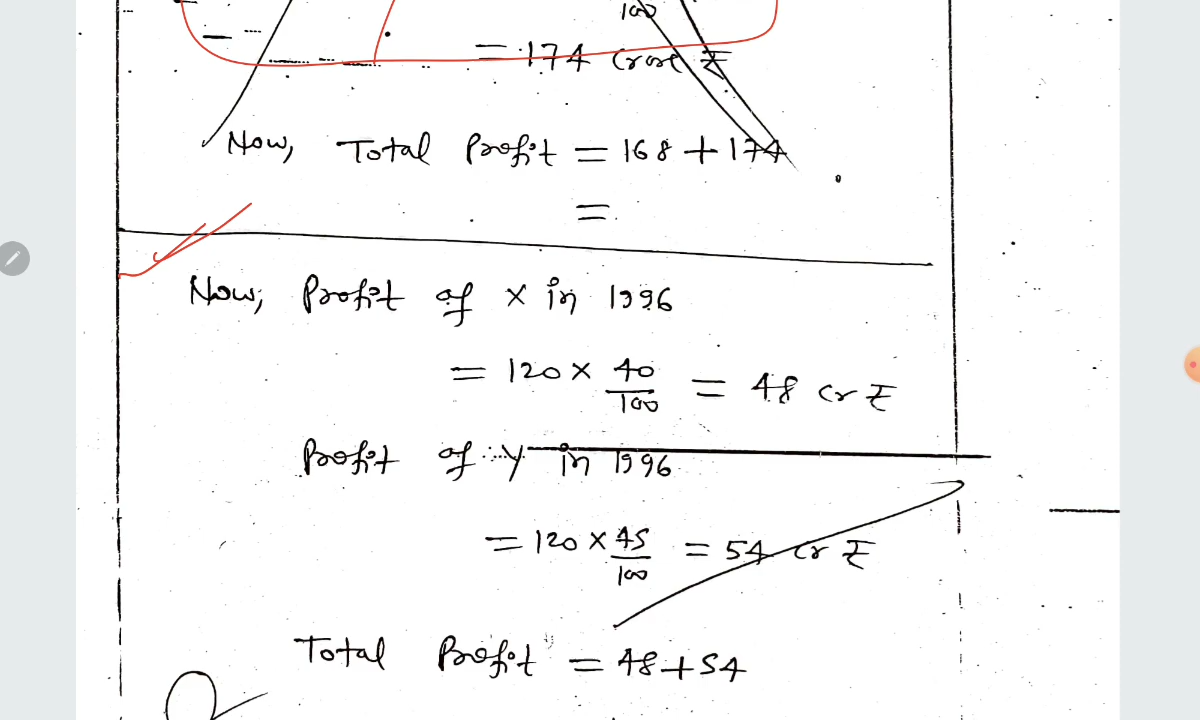 100
= 174 crore ₹
Now, Total Profit = 168 + 174
=
Now, Profit of X in 1996
= 120 × 40/100 = 48 cr ₹
Profit of Y in 1996
= 120 × 45/100 = 54 cr ₹
Total Profit = 48+54